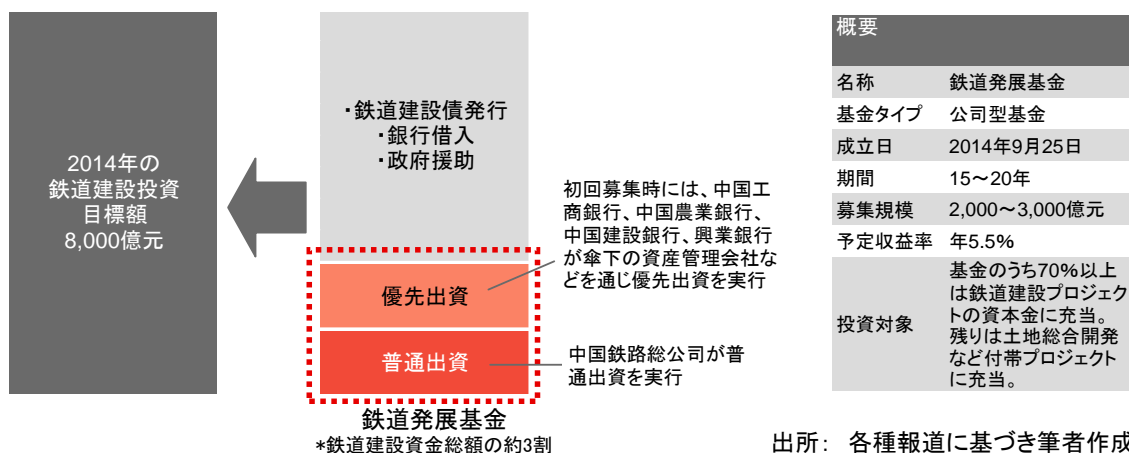 2014年の
鉄道建設投資
目標額
8,000億元
・鉄道建設債発行
・銀行借入
・政府援助
優先出資
普通出資
鉄道発展基金
*鉄道建設資金総額の約3割
初回募集時には、中国工
商銀行、中国農業銀行、
中国建設銀行、興業銀行
が傘下の資産管理会社な
どを通じ優先出資を実行
中国鉄路総公司が普
通出資を実行
概要
名称 鉄道発展基金
基金タイプ 公司型基金
成立日 2014年9月25日
期間 15～20年
募集規模 2,000～3,000億元
予定収益率 年5.5%
投資対象
基金のうち70%以上
は鉄道建設プロジェク
トの資本金に充当。
残りは土地総合開発
など付帯プロジェクト
に充当。
出所： 各種報道に基づき筆者作成